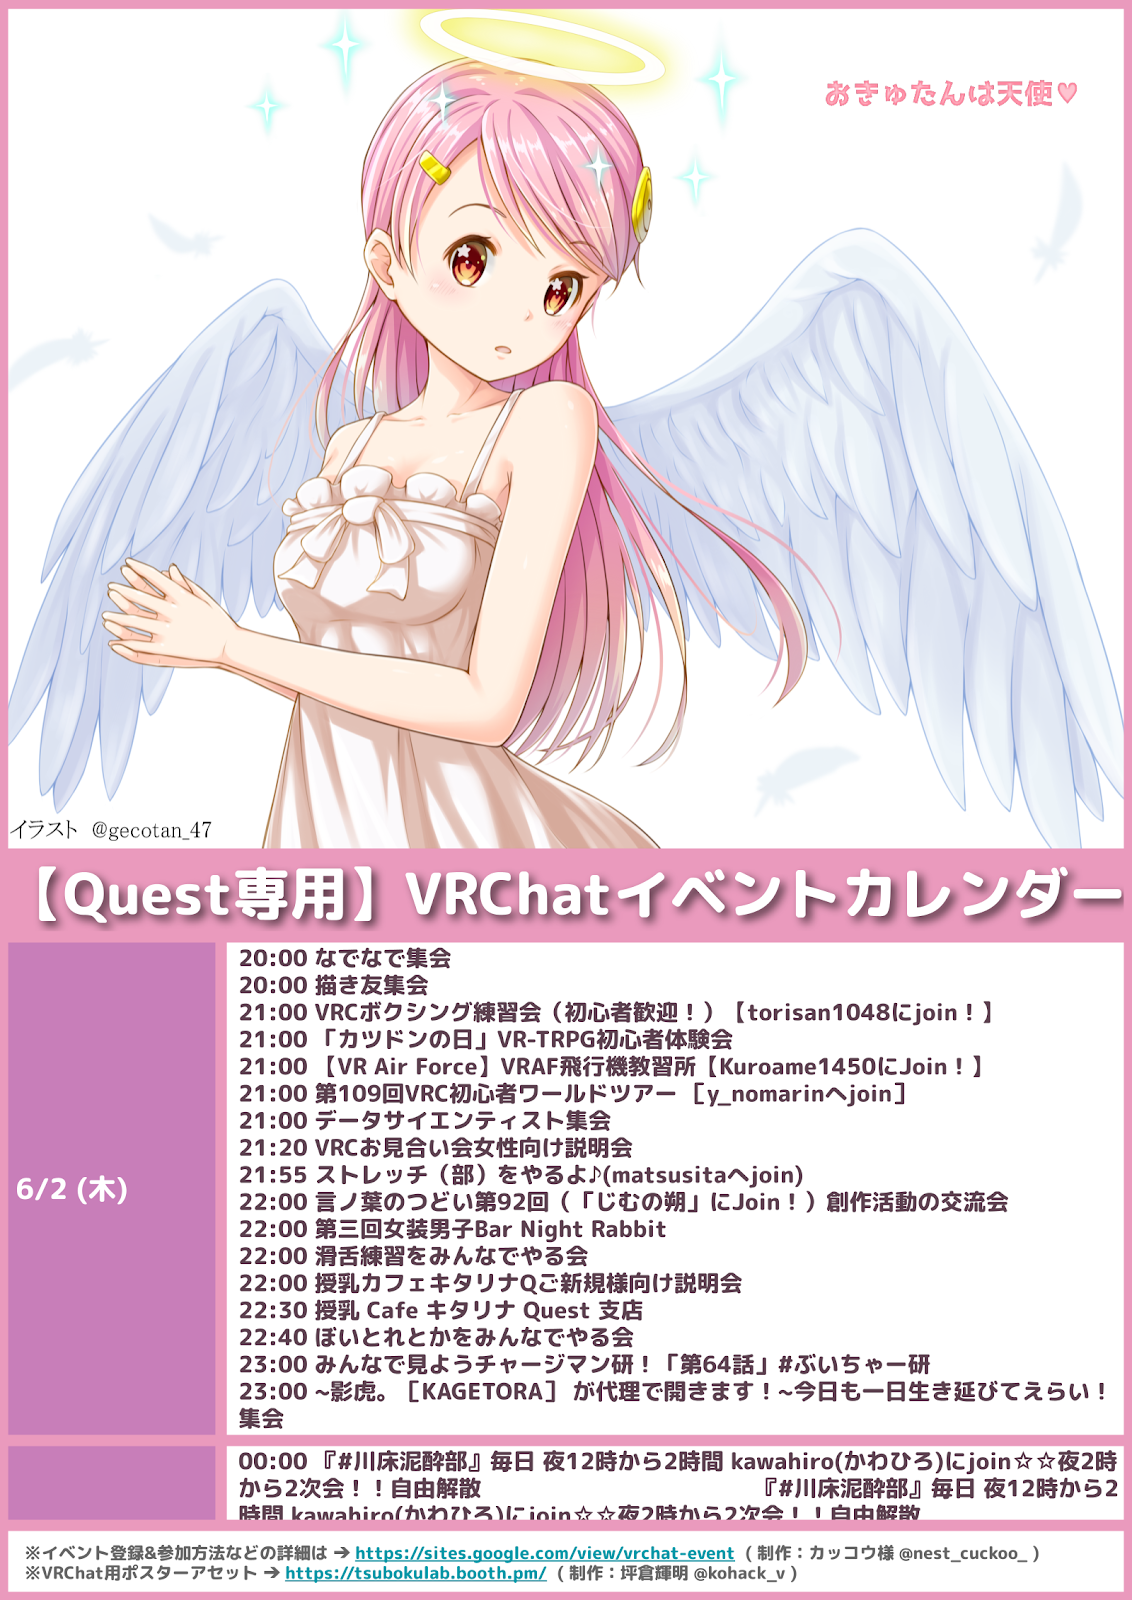 おきゅたんは天使♥
イラスト @gecotan_47
【Quest専用】VRChatイベントカレンダー
6/2 (木)
20:00 なでなで集会
20:00 描き友集会
21:00 VRCボクシング練習会（初心者歓迎！）【torisan1048にjoin！】
21:00 「カツドンの日」VR-TRPG初心者体験会
21:00 【VR Air Force】VRAF飛行機教習所【Kuroame1450にJoin！】
21:00 第109回VRC初心者ワールドツアー ［y_nomarinへjoin］
21:00 データサイエンティスト集会
21:20 VRCお見合い会女性向け説明会
21:55 ストレッチ（部）をやるよ♪(matsusitaへjoin)
22:00 言ノ葉のつどい第92回（「じむの朔」にJoin！）創作活動の交流会
22:00 第三回女装男子Bar Night Rabbit
22:00 滑舌練習をみんなでやる会
22:00 授乳カフェキタリナQご新規様向け説明会
22:30 授乳 Cafe キタリナ Quest 支店
22:40 ぼいとれとかをみんなでやる会
23:00 みんなで見ようチャージマン研！「第64話」#ぶいちゃー研
23:00 ~影虎。［KAGETORA］ が代理で開きます！~今日も一日生き延びてえらい！
集会
00:00 『#川床泥酔部』毎日 夜12時から2時間 kawahiro(かわひろ)にjoin☆☆夜2時
から2次会！！自由解散 『#川床泥酔部』毎日 夜12時から2
時間 kawahiro(かわひろ)にjoin☆☆夜2時から2次会！！自由解散
※イベント登録&参加方法などの詳細は ➔ https://sites.google.com/view/vrchat-event （制作：カッコウ様 @nest_cuckoo_ ）
※VRChat用ポスターアセット ➔ https://tsubokulab.booth.pm/ （制作：坪倉輝明 @kohack_v ）